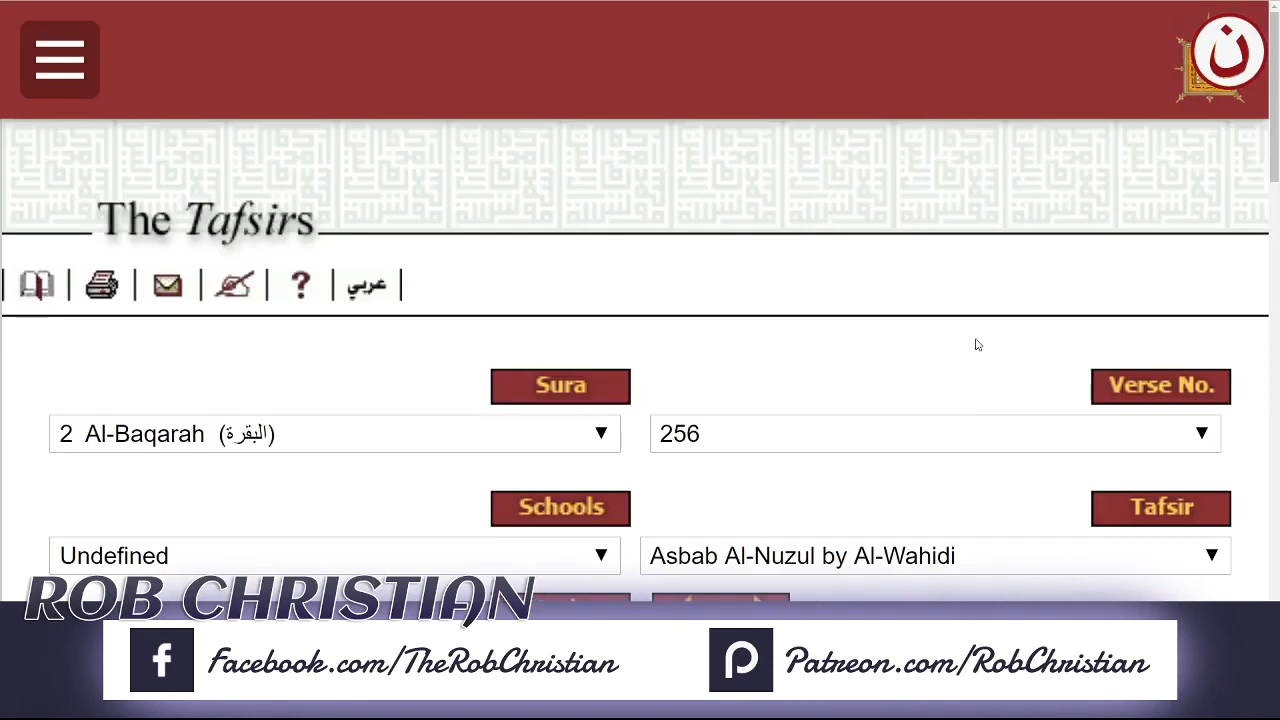 ن
The Tafsirs
? عربي
Sura Verse No.
2 Al-Baqarah (البقرة) 256
Schools Tafsir
Undefined Asbab Al-Nuzul by Al-Wahidi
ROB CHRISTIAN
f Facebook.com/TheRobChristian Patreon.com/RobChristian